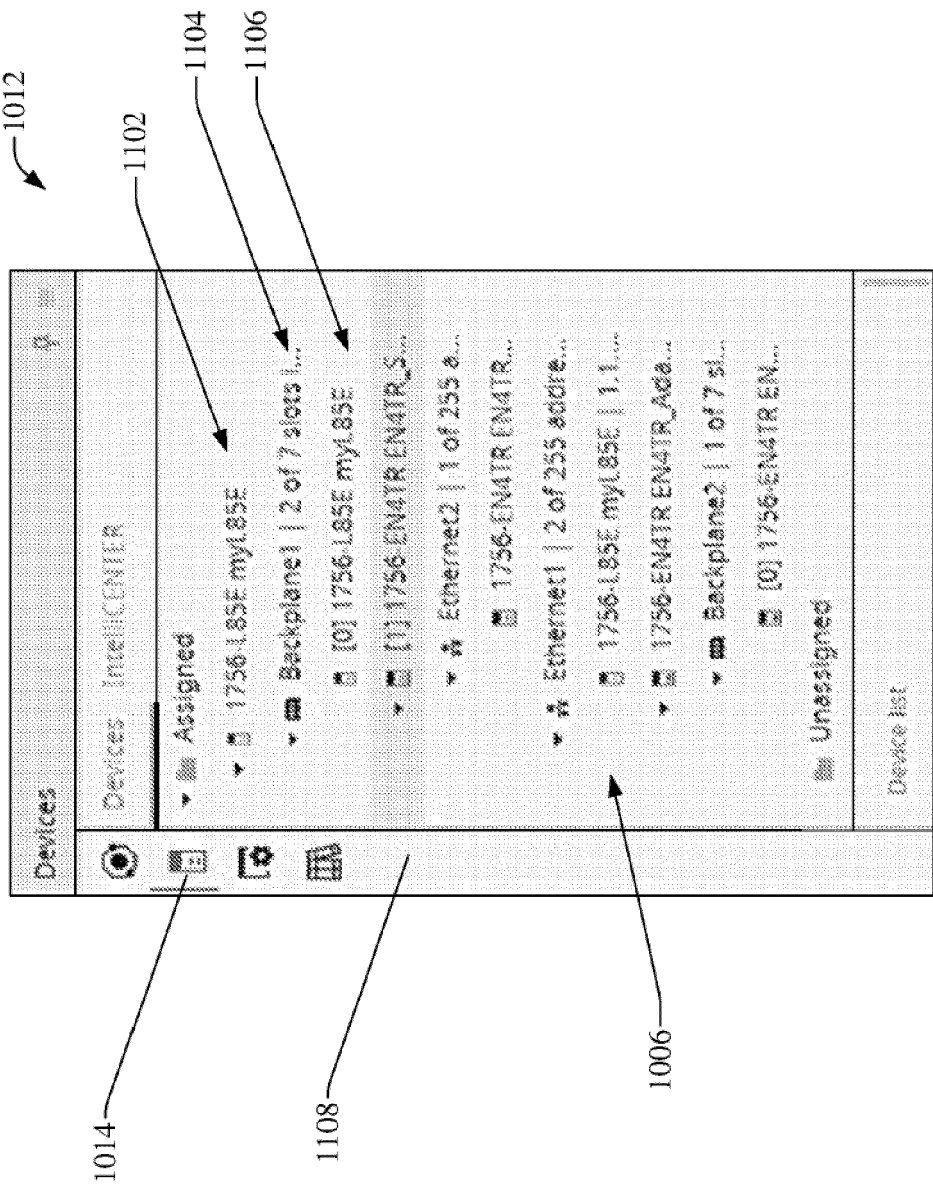 1012
Devices
Devices IntelliCENTER
Assigned
1756-L85E myL85E
Backplane1 | 2 of 7 slots i...
[0] 1756-L85E myL85E
[1] 1756-EN4TR EN4TR_S...
Ethernet2 | 1 of 255 a...
1756-EN4TR EN4TR...
Ethernet1 | 2 of 255 addre...
1756-L85E myL85E | 1.1....
1756-EN4TR EN4TR_Ada...
Backplane2 | 1 of 7 sl...
[0] 1756-EN4TR EN...
Unassigned
Device list
1102
1104
1106
1014
1108
1006